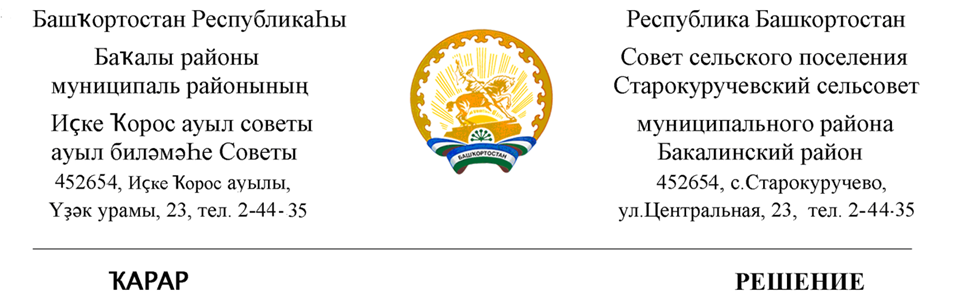 Башҡортостан Республикаһы
Баҡалы районы
муниципаль районының
Иҫке Ҡорос ауыл советы
ауыл биләмәһе Советы
452654, Иҫке Ҡорос ауылы,
Үҙәк урамы, 23, тел. 2-44-35
БАШҠОРТОСТАН
Республика Башкортостан
Совет сельского поселения
Старокуручевский сельсовет
муниципального района
Бакалинский район
452654, с.Старокуручево,
ул.Центральная, 23, тел. 2-44-35
ҠАРАР
РЕШЕНИЕ